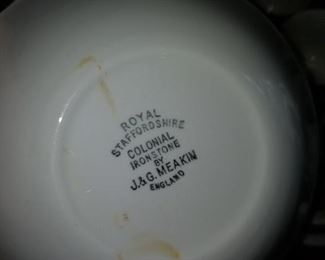 ROYAL
STAFFORDSHIRE
COLONIAL
IRONSTONE
BY
J.&G. MEAKIN
ENGLAND